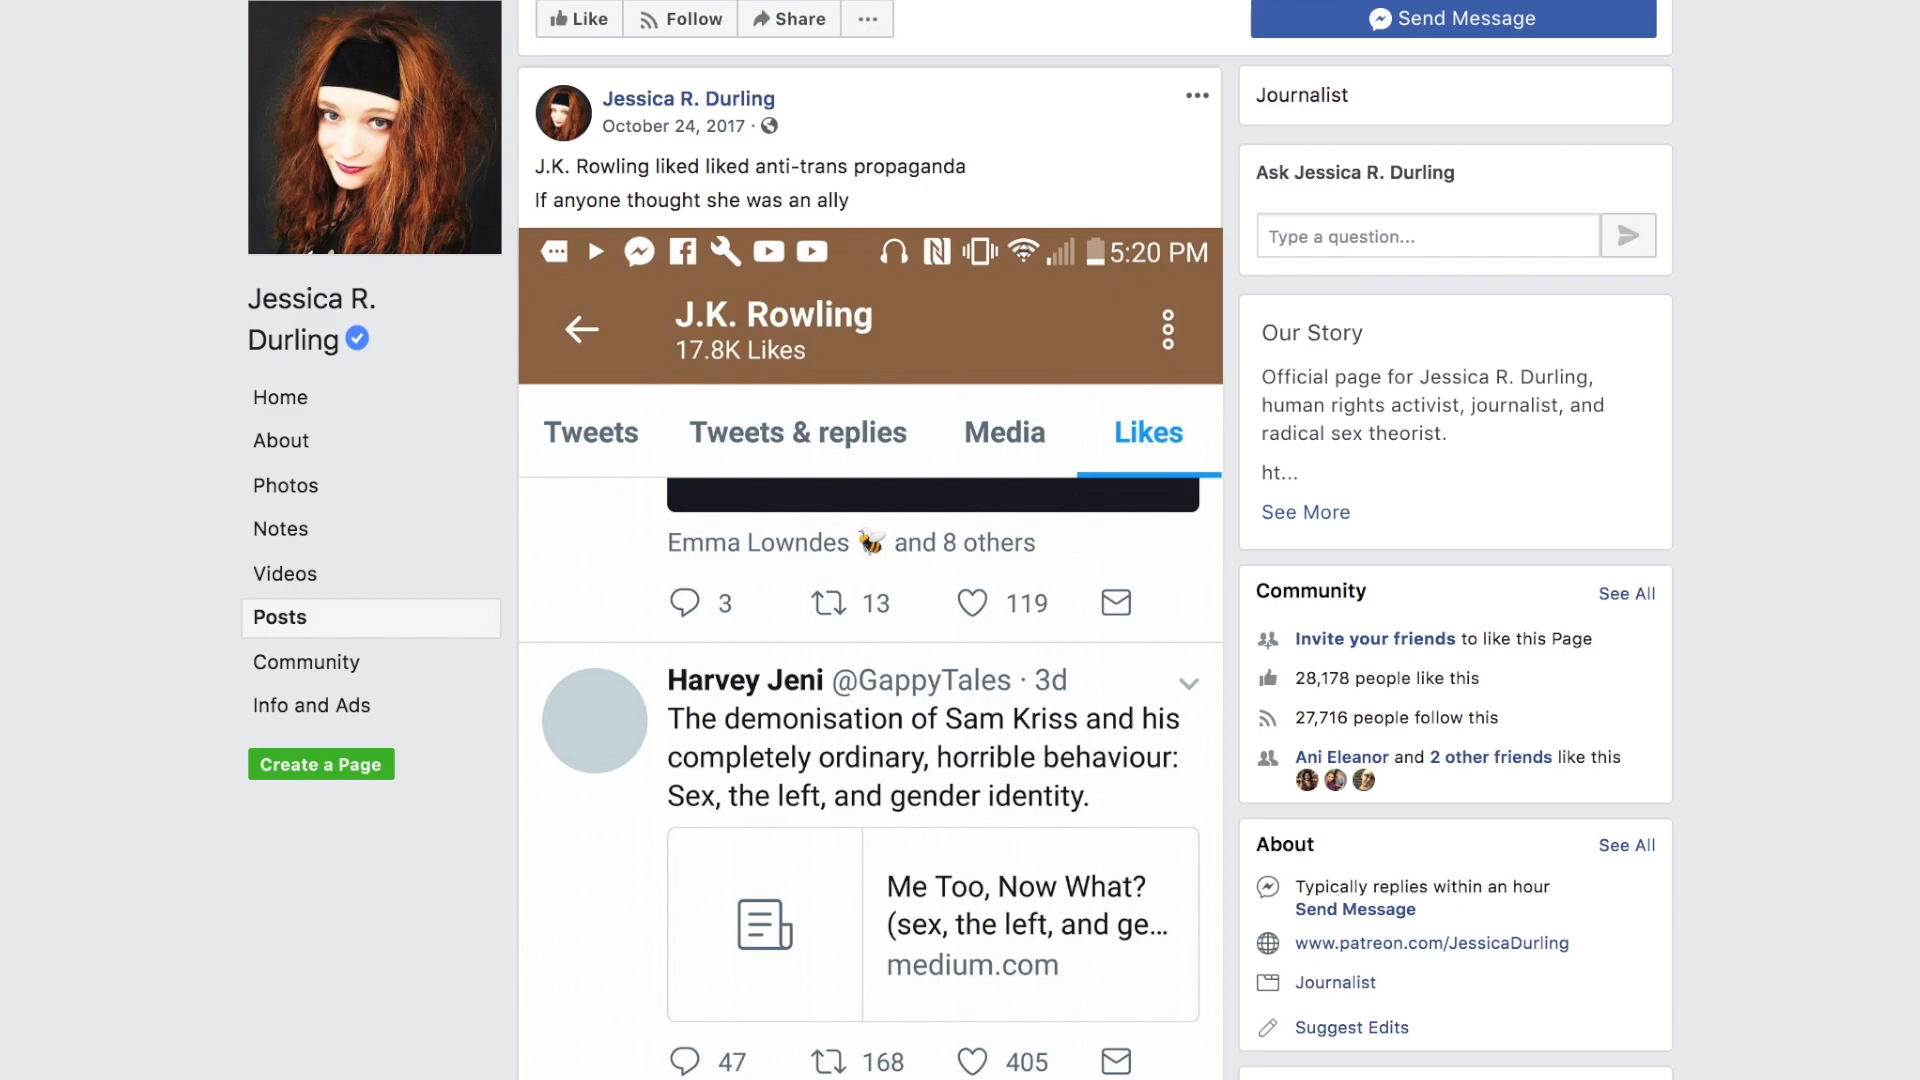 Like
Follow
Share
Send Message
Jessica R.
Durling
Home
About
Photos
Notes
Videos
Posts
Community
Info and Ads
Create a Page
Jessica R. Durling
October 24, 2017 ·
J.K. Rowling liked liked anti-trans propaganda
If anyone thought she was an ally
5:20 PM
J.K. Rowling
17.8K Likes
Tweets Tweets & replies Media Likes
Emma Lowndes 🐝 and 8 others
3 13 119
Harvey Jeni @GappyTales · 3d
The demonisation of Sam Kriss and his
completely ordinary, horrible behaviour:
Sex, the left, and gender identity.
Me Too, Now What?
(sex, the left, and ge...
medium.com
47 168 405
Journalist
Ask Jessica R. Durling
Type a question...
Our Story
Official page for Jessica R. Durling,
human rights activist, journalist, and
radical sex theorist.
ht...
See More
Community See All
Invite your friends to like this Page
28,178 people like this
27,716 people follow this
Ani Eleanor and 2 other friends like this
About See All
Typically replies within an hour
Send Message
www.patreon.com/JessicaDurling
Journalist
Suggest Edits